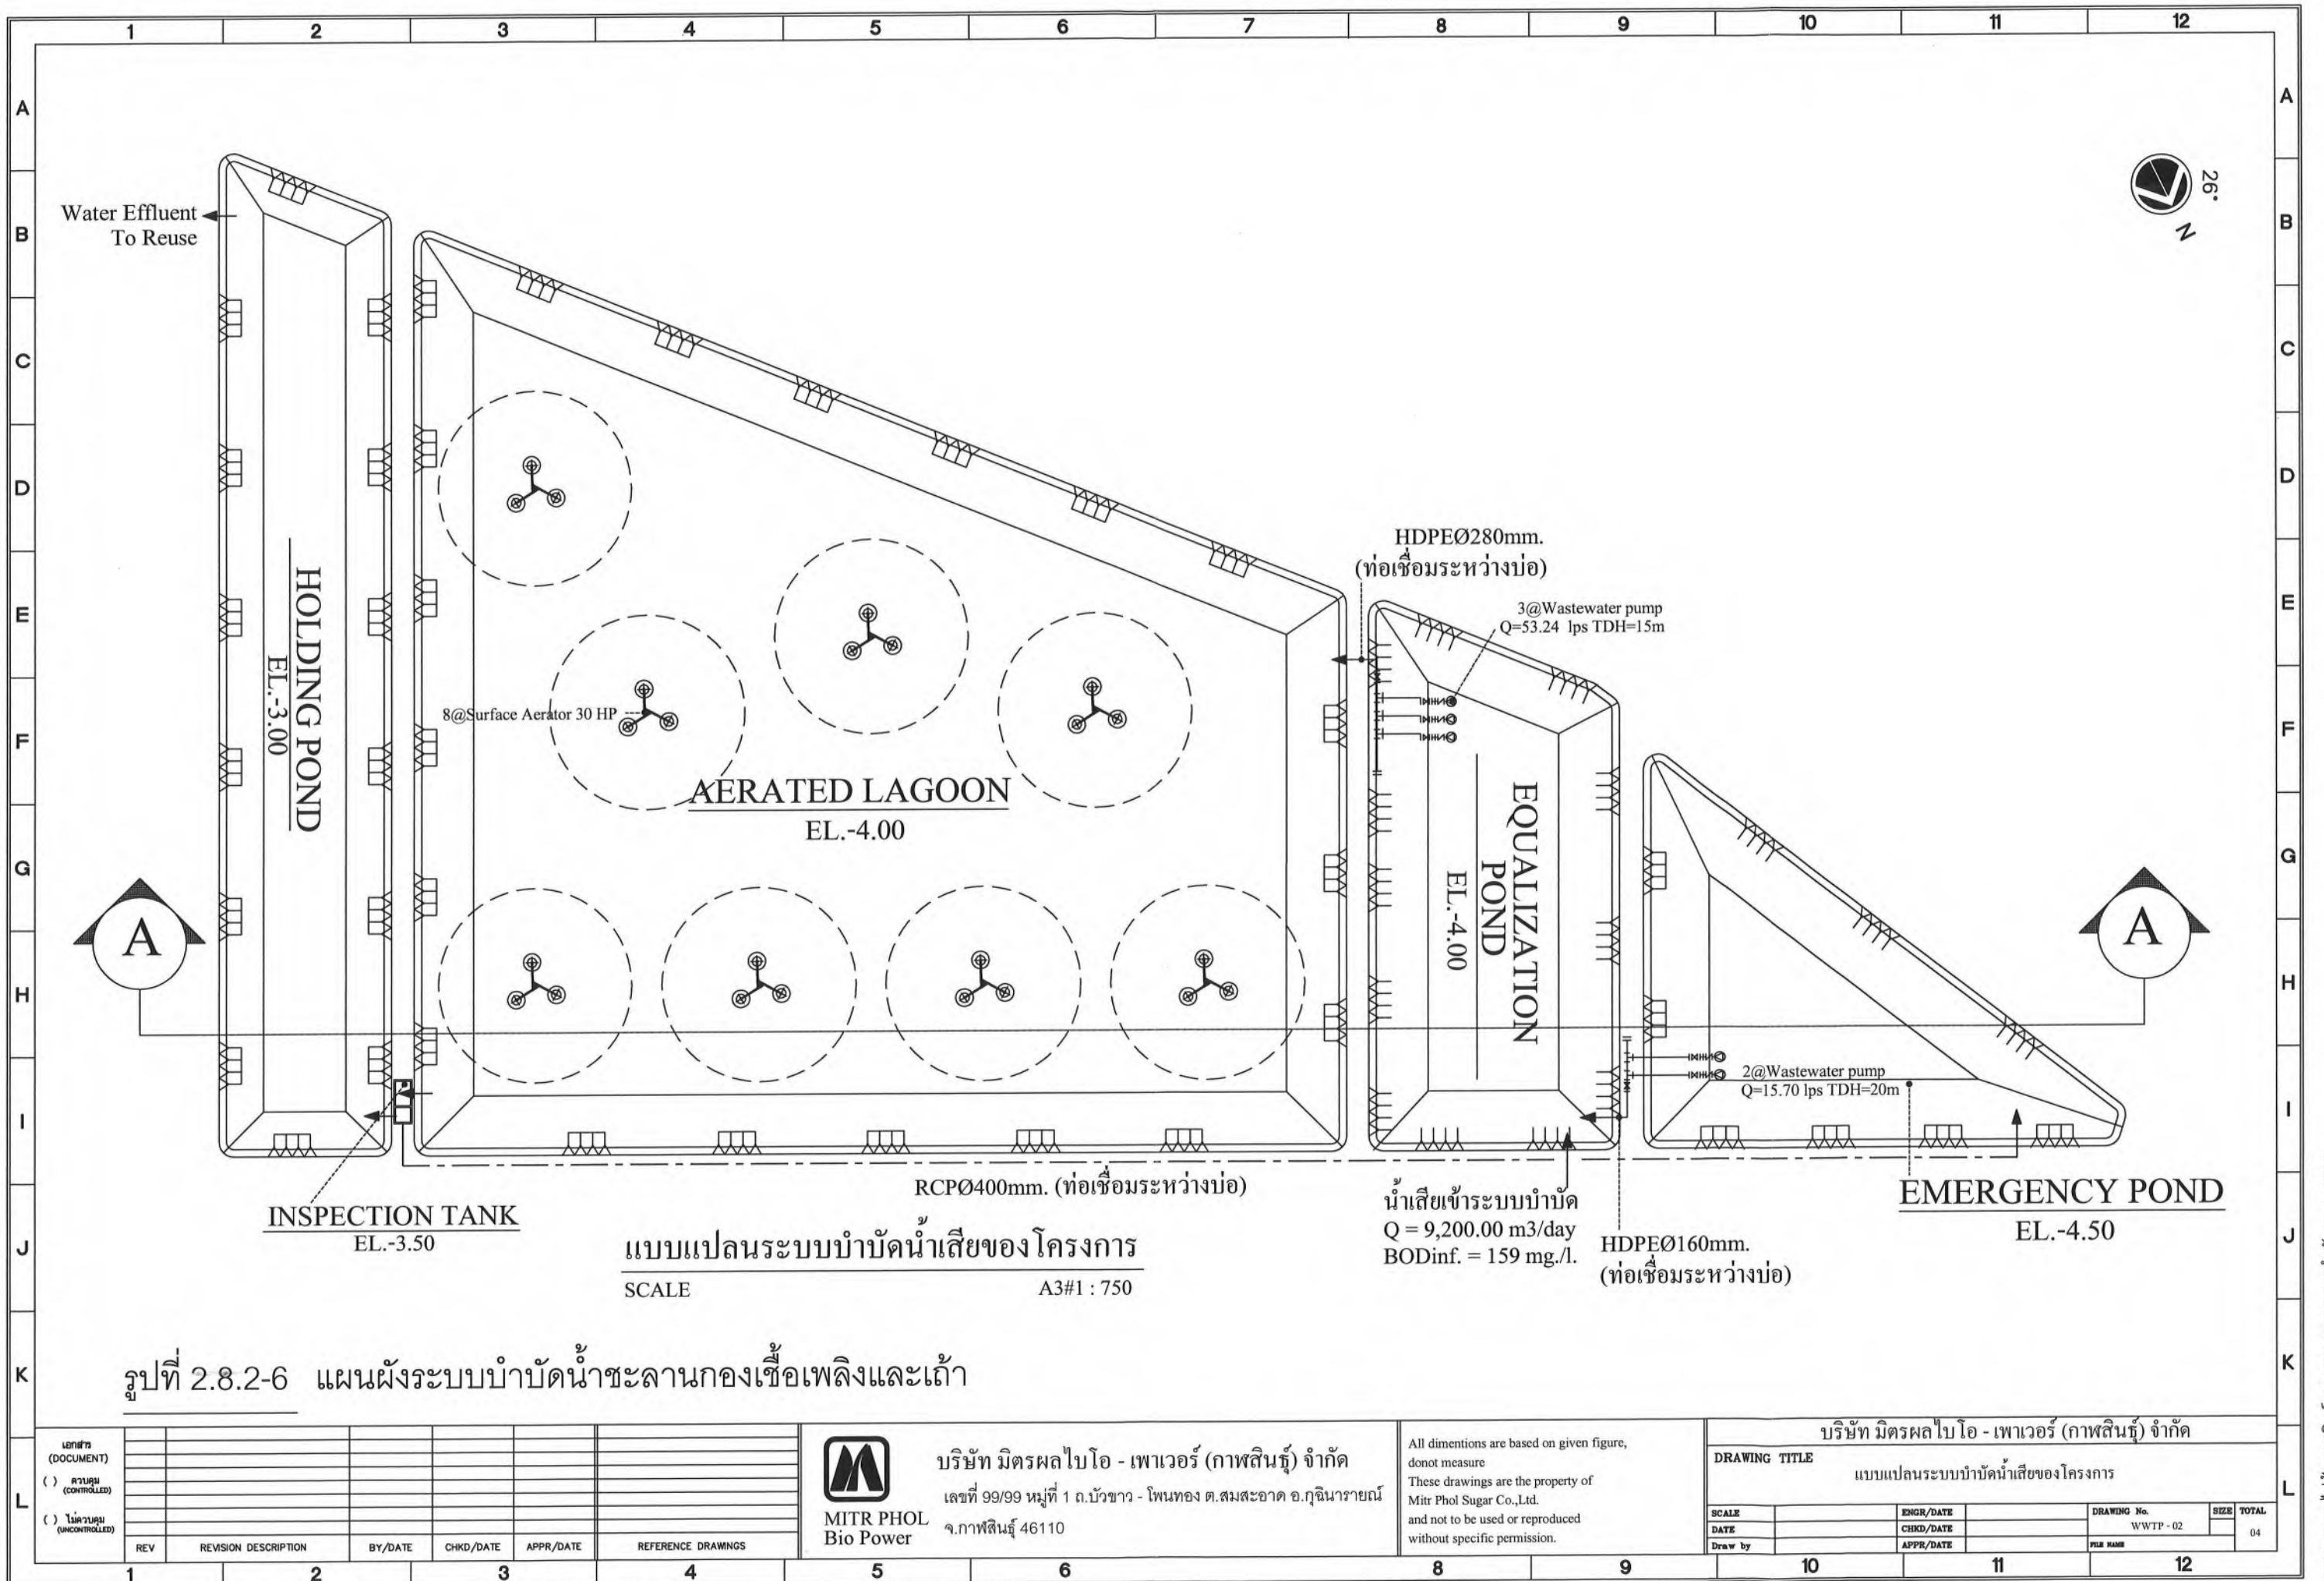 1 2 3 4 5 6 7 8 9 10 11 12
A A
B B
C C
D D
E E
F F
G G
H H
I I
J J
K K
L L
26°
N
Water Effluent
To Reuse
HOLDING POND
EL.-3.00
8@Surface Aerator 30 HP
AERATED LAGOON
EL.-4.00
HDPEØ280mm.
(ท่อเชื่อมระหว่างบ่อ)
3@Wastewater pump
Q=53.24 lps TDH=15m
EQUALIZATION
POND
EL.-4.00
A
A
2@Wastewater pump
Q=15.70 lps TDH=20m
INSPECTION TANK
EL.-3.50
RCPØ400mm. (ท่อเชื่อมระหว่างบ่อ)
น้ำเสียเข้าระบบบำบัด
Q = 9,200.00 m3/day
BODinf. = 159 mg./l.
HDPEØ160mm.
(ท่อเชื่อมระหว่างบ่อ)
EMERGENCY POND
EL.-4.50
แบบแปลนระบบบำบัดน้ำเสียของโครงการ
SCALE A3#1 : 750
รูปที่ 2.8.2-6 แผนผังระบบบำบัดน้ำชะลานกองเชื้อเพลิงและเถ้า
เอกสาร
(DOCUMENT)
( ) ควบคุม
(CONTROLLED)
( ) ไม่ควบคุม
(UNCONTROLLED)
REV REVISION DESCRIPTION BY/DATE CHKD/DATE APPR/DATE REFERENCE DRAWINGS
MITR PHOL
Bio Power
บริษัท มิตรผลไบโอ - เพาเวอร์ (กาฬสินธุ์) จำกัด
เลขที่ 99/99 หมู่ที่ 1 ถ.บัวขาว - โพนทอง ต.สมสะอาด อ.กุฉินารายณ์
จ.กาฬสินธุ์ 46110
All dimentions are based on given figure,
donot measure
These drawings are the property of
Mitr Phol Sugar Co.,Ltd.
and not to be used or reproduced
without specific permission.
บริษัท มิตรผลไบโอ - เพาเวอร์ (กาฬสินธุ์) จำกัด
DRAWING TITLE
แบบแปลนระบบบำบัดน้ำเสียของโครงการ
SCALE ENGR/DATE DRAWING No. SIZE TOTAL
DATE CHKD/DATE WWTP - 02 04
Draw by APPR/DATE FILE NAME
1 2 3 4 5 6 8 9 10 11 12